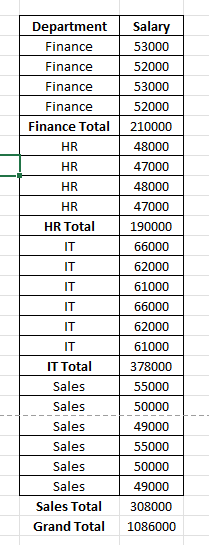 Department Salary
Finance 53000
Finance 52000
Finance 53000
Finance 52000
Finance Total 210000
HR 48000
HR 47000
HR 48000
HR 47000
HR Total 190000
IT 66000
IT 62000
IT 61000
IT 66000
IT 62000
IT 61000
IT Total 378000
Sales 55000
Sales 50000
Sales 49000
Sales 55000
Sales 50000
Sales 49000
Sales Total 308000
Grand Total 1086000